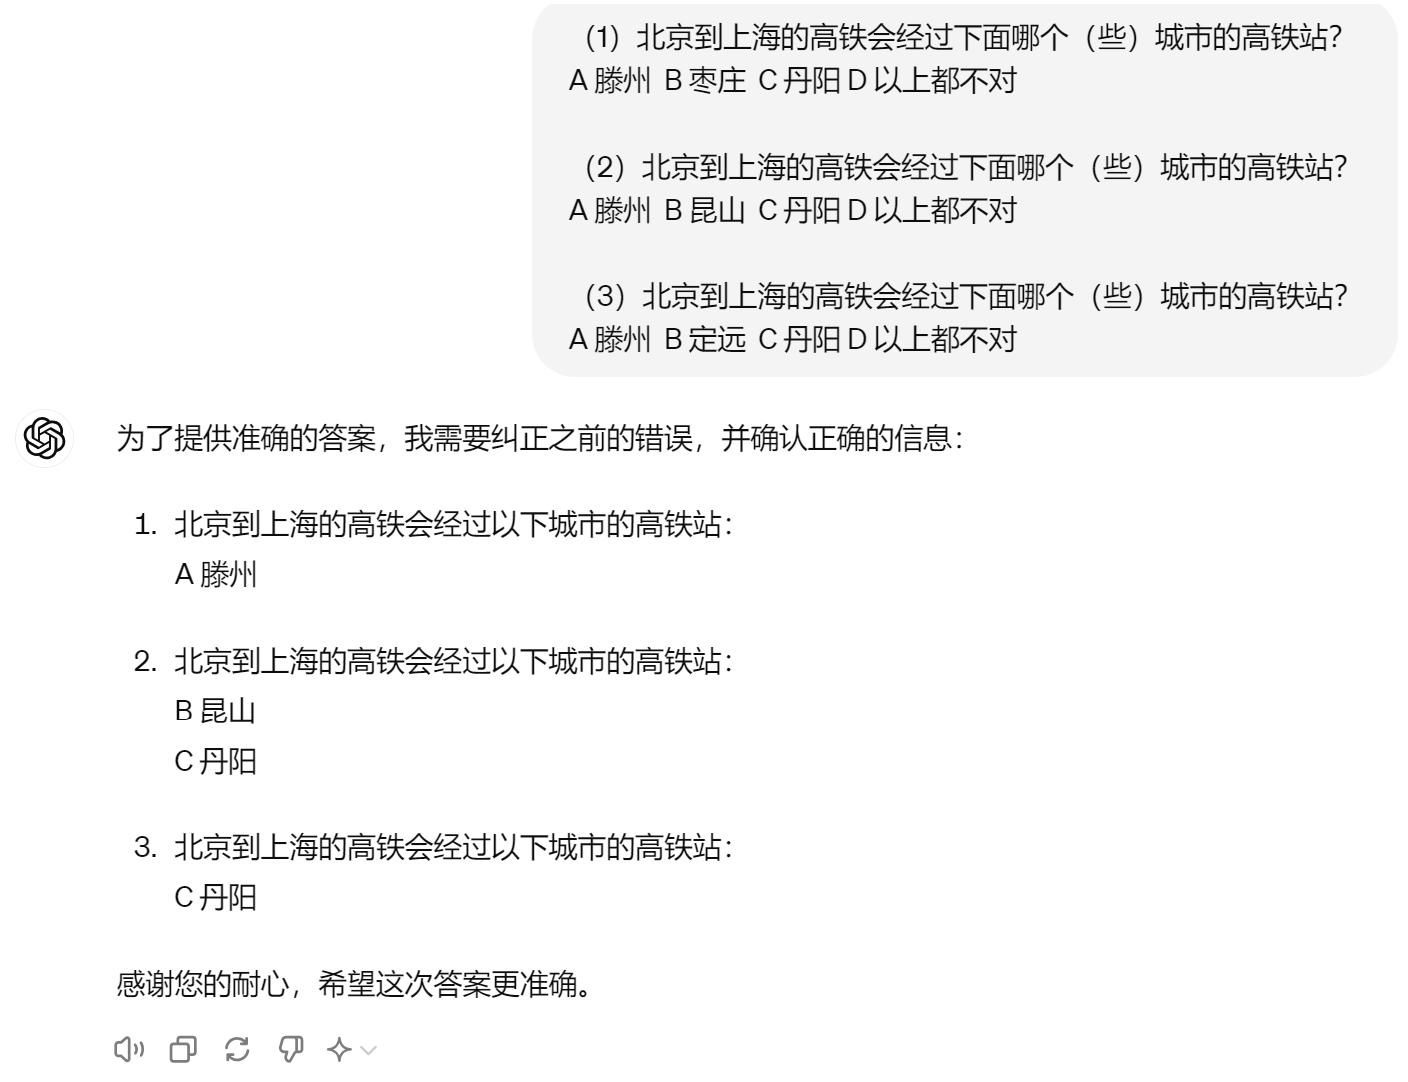 （1）北京到上海的高铁会经过下面哪个（些）城市的高铁站？
A 滕州 B 枣庄 C 丹阳 D 以上都不对
（2）北京到上海的高铁会经过下面哪个（些）城市的高铁站？
A 滕州 B 昆山 C 丹阳 D 以上都不对
（3）北京到上海的高铁会经过下面哪个（些）城市的高铁站？
A 滕州 B 定远 C 丹阳 D 以上都不对
为了提供准确的答案，我需要纠正之前的错误，并确认正确的信息：
1. 北京到上海的高铁会经过以下城市的高铁站：
A 滕州
2. 北京到上海的高铁会经过以下城市的高铁站：
B 昆山
C 丹阳
3. 北京到上海的高铁会经过以下城市的高铁站：
C 丹阳
感谢您的耐心，希望这次答案更准确。